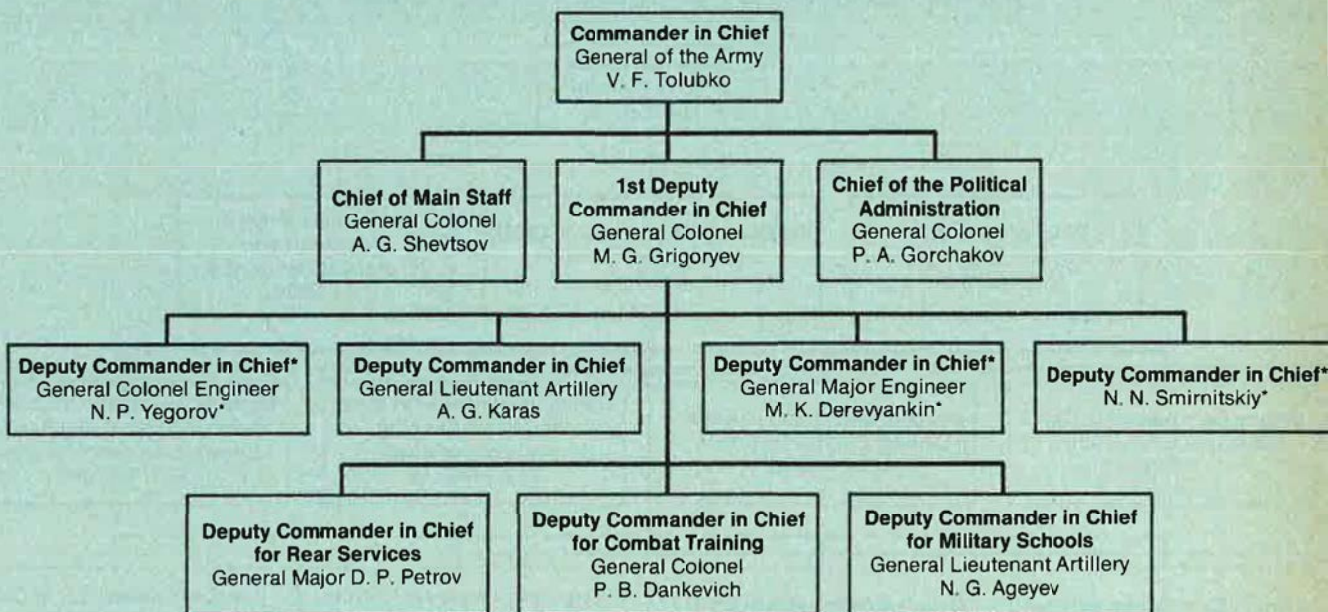 Commander in Chief
General of the Army
V. F. Tolubko
Chief of Main Staff
General Colonel
A. G. Shevtsov
1st Deputy
Commander in Chief
General Colonel
M. G. Grigoryev
Chief of the Political
Administration
General Colonel
P. A. Gorchakov
Deputy Commander in Chief*
General Colonel Engineer
N. P. Yegorov*
Deputy Commander in Chief
General Lieutenant Artillery
A. G. Karas
Deputy Commander in Chief*
General Major Engineer
M. K. Derevyankin*
Deputy Commander in Chief*
N. N. Smirnitskiy*
Deputy Commander in Chief
for Rear Services
General Major D. P. Petrov
Deputy Commander in Chief
for Combat Training
General Colonel
P. B. Dankevich
Deputy Commander in Chief
for Military Schools
General Lieutenant Artillery
N. G. Ageyev